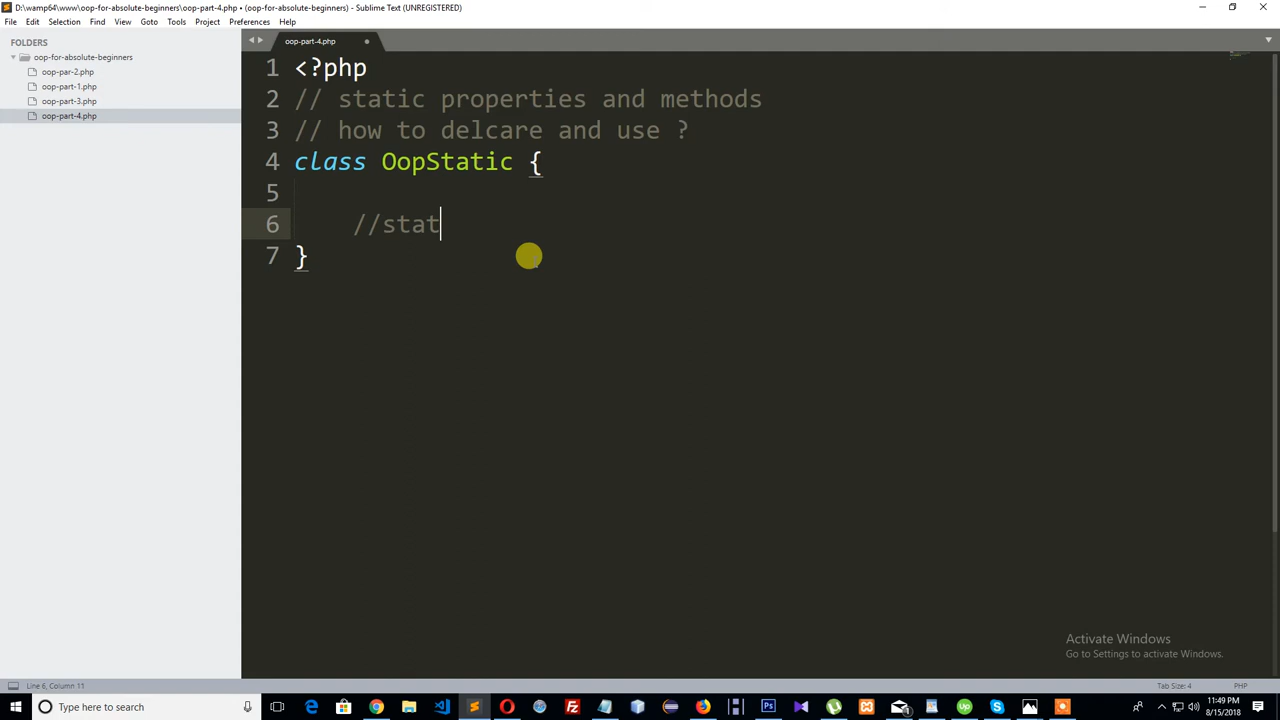 D:\wamp64\www\oop-for-absolute-beginners\oop-part-4.php • (oop-for-absolute-beginners) - Sublime Text (UNREGISTERED)
File Edit Selection Find View Goto Tools Project Preferences Help
FOLDERS
oop-for-absolute-beginners
oop-par-2.php
oop-part-1.php
oop-part-3.php
oop-part-4.php
oop-part-4.php
1 <?php
2 // static properties and methods
3 // how to delcare and use ?
4 class OopStatic {
5
6 //stat
7 }
Activate Windows
Go to Settings to activate Windows.
Line 6, Column 11
Tab Size: 4
PHP
Type here to search
11:49 PM
8/15/2018